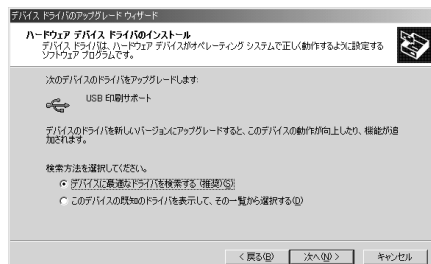 デバイス ドライバのアップグレード ウィザード
ハードウェア デバイス ドライバのインストール
デバイス ドライバは、ハードウェア デバイスがオペレーティング システムで正しく動作するように設定する
ソフトウェア プログラムです。
次のデバイスのドライバをアップグレードします:
USB 印刷サポート
デバイスのドライバを新しいバージョンにアップグレードすると、このデバイスの動作が向上したり、機能が追
加されます。
検索方法を選択してください。
デバイスに最適なドライバを検索する (推奨)(S)
このデバイスの既知のドライバを表示して、その一覧から選択する(D)
< 戻る(B)
次へ(N) >
キャンセル